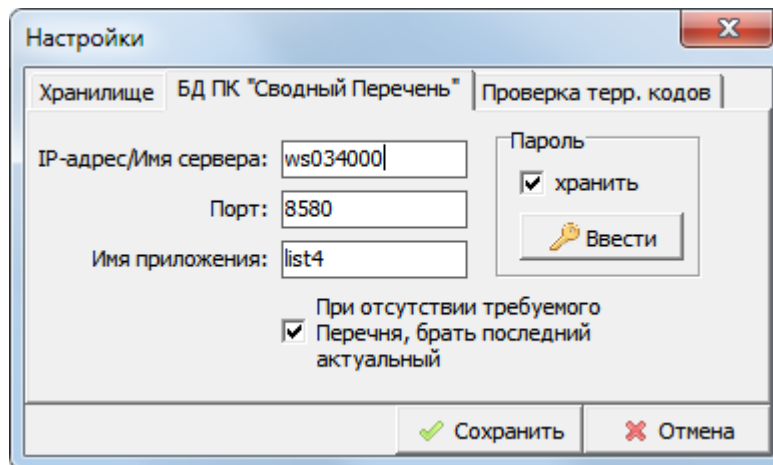 Настройки
Хранилище БД ПК "Сводный Перечень" Проверка терр. кодов
IP-адрес/Имя сервера: ws034000
Пароль
хранить
Порт: 8580
Ввести
Имя приложения: list4
При отсутствии требуемого
Перечня, брать последний
актуальный
Сохранить Отмена